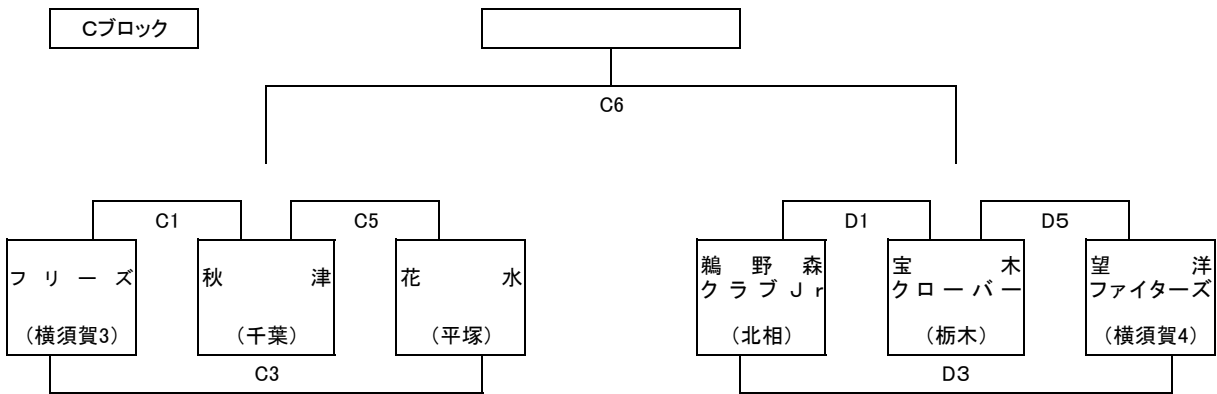 Cブロック
C6
C1 C5 D1 D5
フリーズ 秋津 花水 鵜野森 宝木 望洋
クラブJr クローバー ファイターズ
(横須賀3) (千葉) (平塚) (北相) (栃木) (横須賀4)
C3 D3